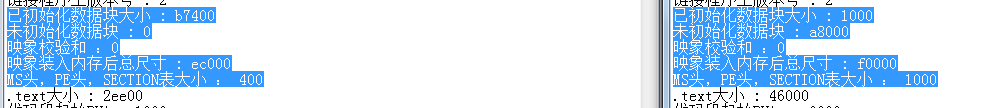 已初始化数据块大小 : b7400
未初始化数据块 : 0
映象校验和 : 0
映象装入内存后总尺寸 : ec000
MS头, PE头, SECTION表大小 : 400
.text大小 : 2ee00
已初始化数据块大小 : 1000
未初始化数据块 : a8000
映象校验和 : 0
映象装入内存后总尺寸 : f0000
MS头, PE头, SECTION表大小 : 1000
.text大小 : 46000